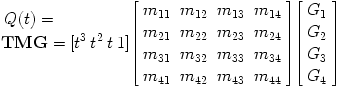 Q(t) =
TMG = [t³ t² t 1] [m₁₁ m₁₂ m₁₃ m₁₄] [G₁]
[m₂₁ m₂₂ m₂₃ m₂₄] [G₂]
[m₃₁ m₃₂ m₃₃ m₃₄] [G₃]
[m₄₁ m₄₂ m₄₃ m₄₄] [G₄]